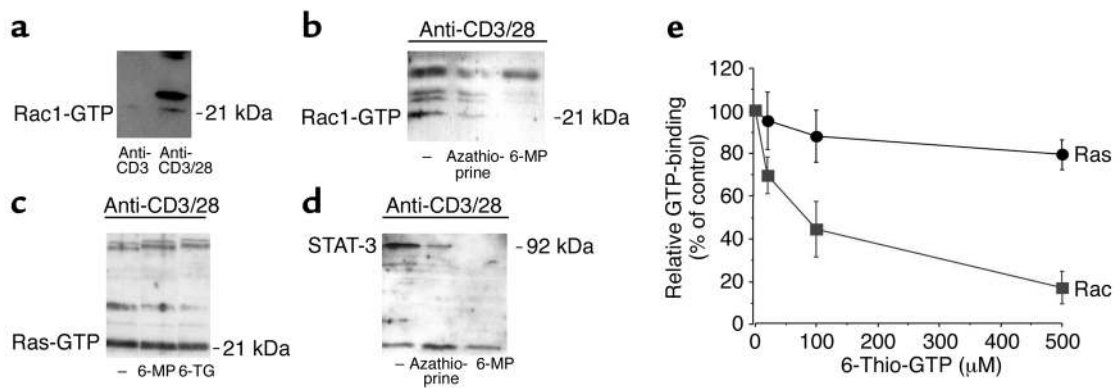 a
Rac1-GTP
-21 kDa
Anti-
CD3
Anti-
CD3/28
b
Anti-CD3/28
Rac1-GTP
-21 kDa
–
Azathio-
prine
6-MP
c
Anti-CD3/28
Ras-GTP
-21 kDa
– 6-MP 6-TG
d
Anti-CD3/28
STAT-3
-92 kDa
–
Azathio-
prine
6-MP
e
Relative GTP-binding
(% of control)
120
100
80
60
40
20
0
Ras
Rac
0 100 200 300 400 500
6-Thio-GTP (μM)